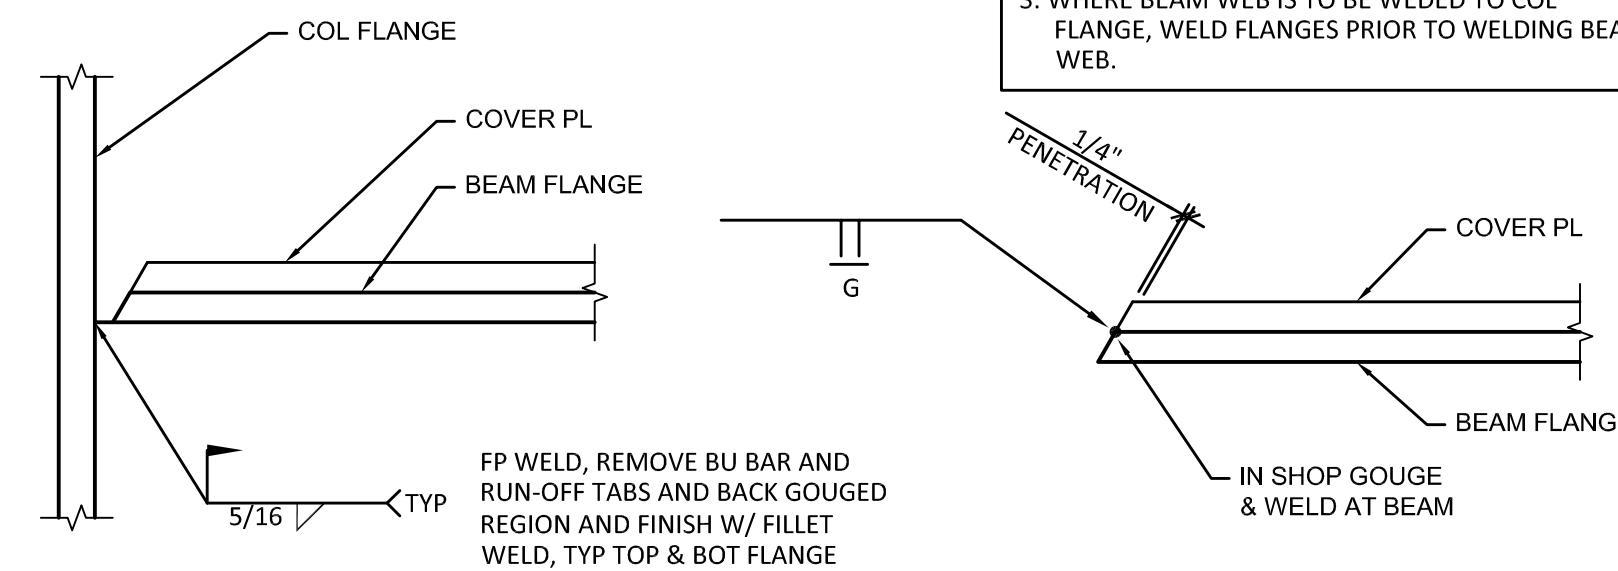 COL FLANGE
COVER PL
BEAM FLANGE
5/16
TYP
FP WELD, REMOVE BU BAR AND
RUN-OFF TABS AND BACK GOUGED
REGION AND FINISH W/ FILLET
WELD, TYP TOP & BOT FLANGE
3. WHERE BEAM WEB IS TO BE WEDED TO COL
FLANGE, WELD FLANGES PRIOR TO WELDING BEA
WEB.
1/4"
PENETRATION
G
COVER PL
BEAM FLANG
IN SHOP GOUGE
& WELD AT BEAM